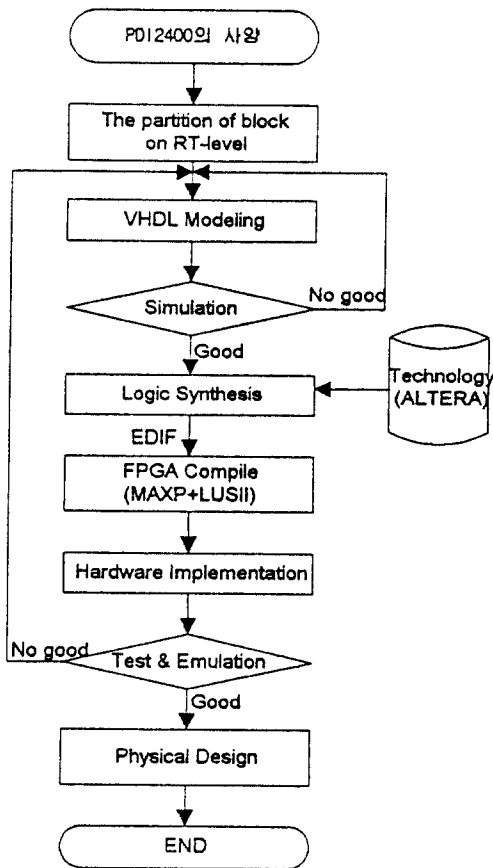 PDI2400의 사양
The partition of block
on RT-level
VHDL Modeling
Simulation
No good
Good
Technology
(ALTERA)
Logic Synthesis
EDIF
FPGA Compile
(MAXP+LUSII)
Hardware Implementation
No good
Test & Emulation
Good
Physical Design
END